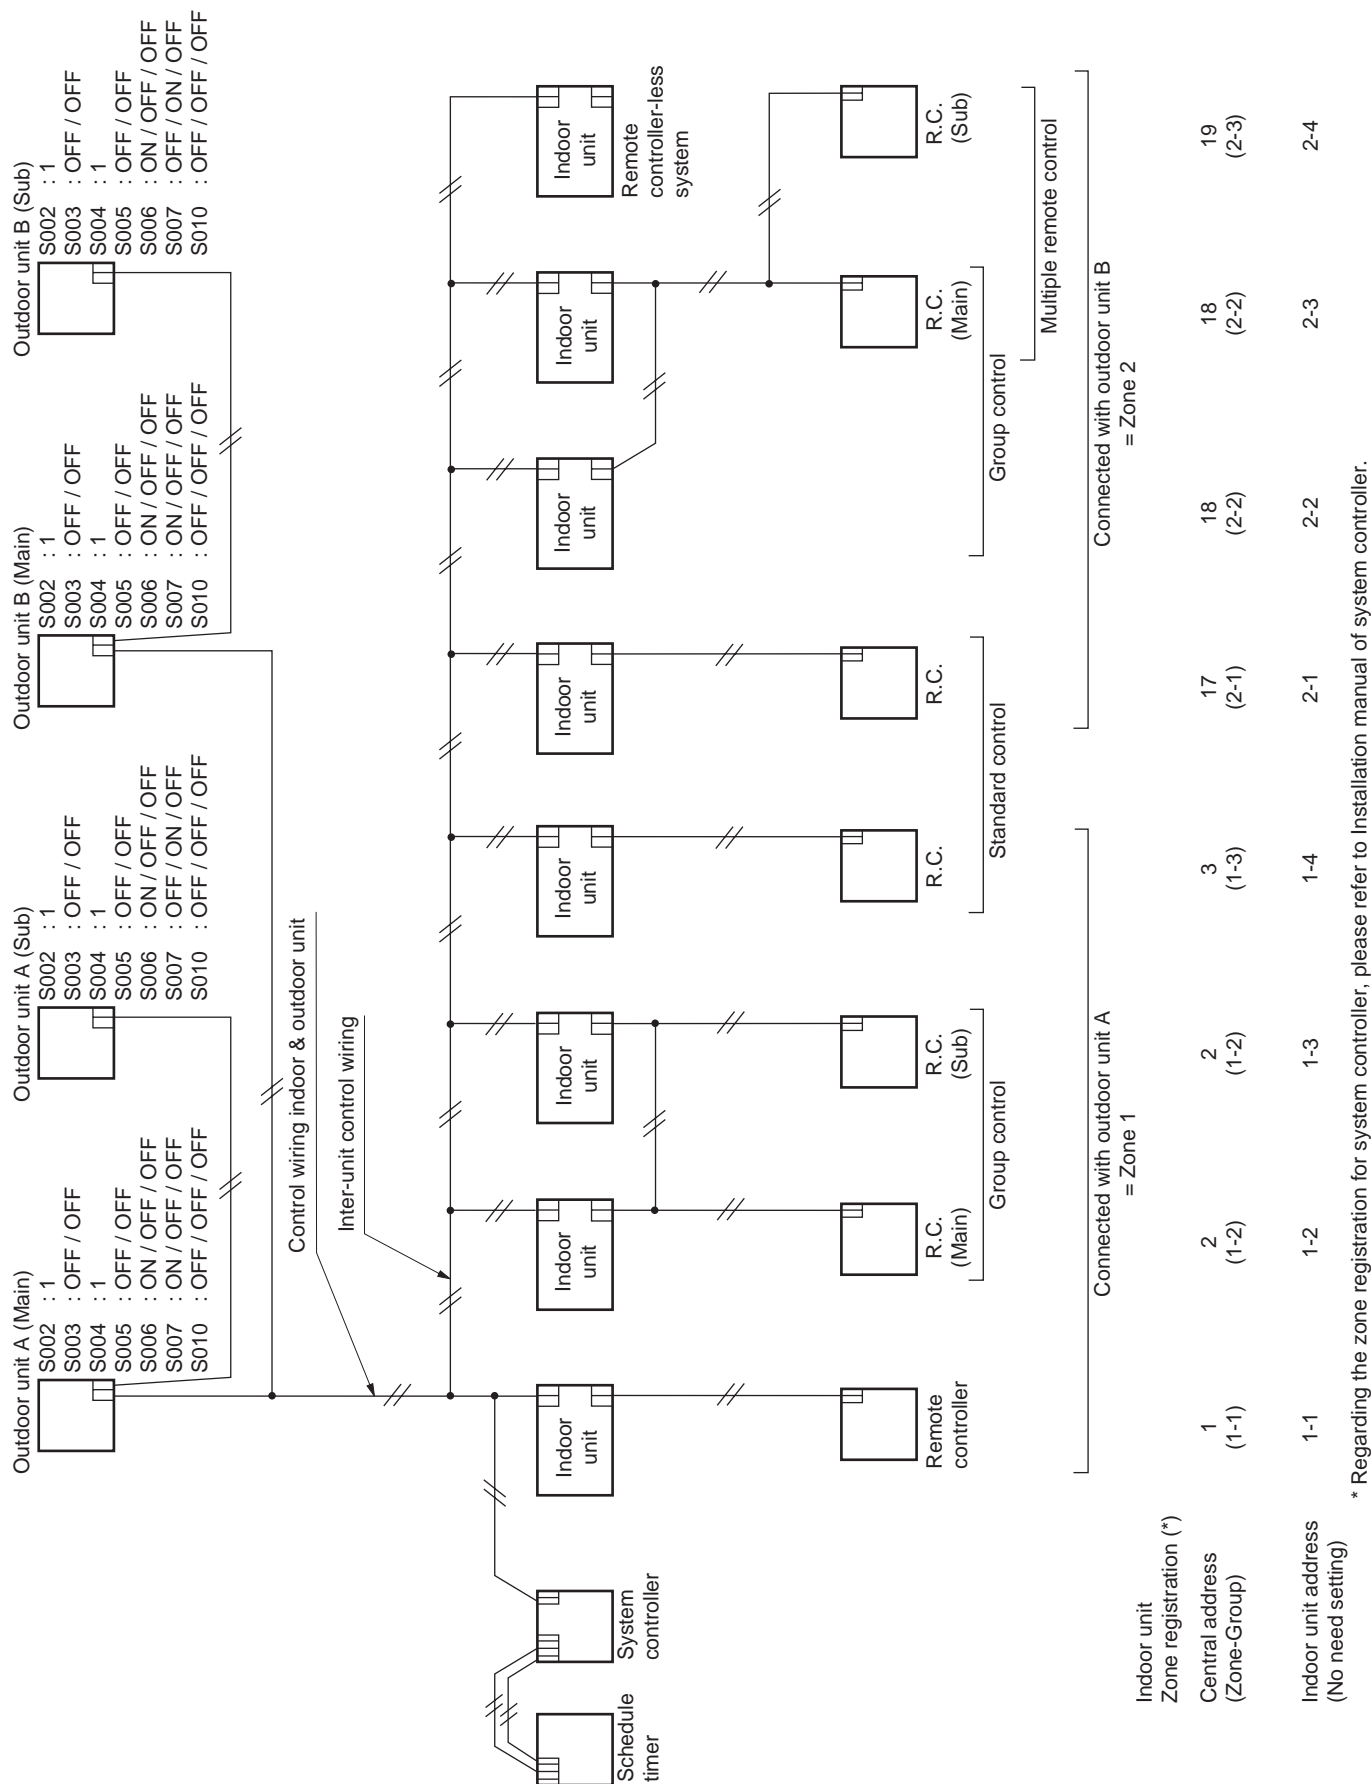 Outdoor unit A (Main)
S002 : 1
S003 : OFF / OFF
S004 : 1
S005 : OFF / OFF
S006 : ON / OFF / OFF
S007 : ON / OFF / OFF
S010 : OFF / OFF / OFF
Outdoor unit A (Sub)
S002 : 1
S003 : OFF / OFF
S004 : 1
S005 : OFF / OFF
S006 : ON / OFF / OFF
S007 : OFF / ON / OFF
S010 : OFF / OFF / OFF
Outdoor unit B (Main)
S002 : 1
S003 : OFF / OFF
S004 : 1
S005 : OFF / OFF
S006 : ON / OFF / OFF
S007 : ON / OFF / OFF
S010 : OFF / OFF / OFF
Outdoor unit B (Sub)
S002 : 1
S003 : OFF / OFF
S004 : 1
S005 : OFF / OFF
S006 : ON / OFF / OFF
S007 : OFF / ON / OFF
S010 : OFF / OFF / OFF
Control wiring indoor & outdoor unit
Inter-unit control wiring
Schedule
timer
System
controller
Indoor
unit
Indoor
unit
Indoor
unit
Indoor
unit
Indoor
unit
Indoor
unit
Indoor
unit
Indoor
unit
Remote
controller-less
system
Remote
controller
R.C.
(Main)
R.C.
(Sub)
R.C.
R.C.
R.C.
(Main)
R.C.
(Sub)
Group control
Standard control
Group control
Multiple remote control
Connected with outdoor unit A
= Zone 1
Connected with outdoor unit B
= Zone 2
Indoor unit
Zone registration (*)
Central address 1 2 2 3 17 18 18 19
(Zone-Group) (1-1) (1-2) (1-2) (1-3) (2-1) (2-2) (2-2) (2-3)
Indoor unit address 1-1 1-2 1-3 1-4 2-1 2-2 2-3 2-4
(No need setting)
* Regarding the zone registration for system controller, please refer to Installation manual of system controller.